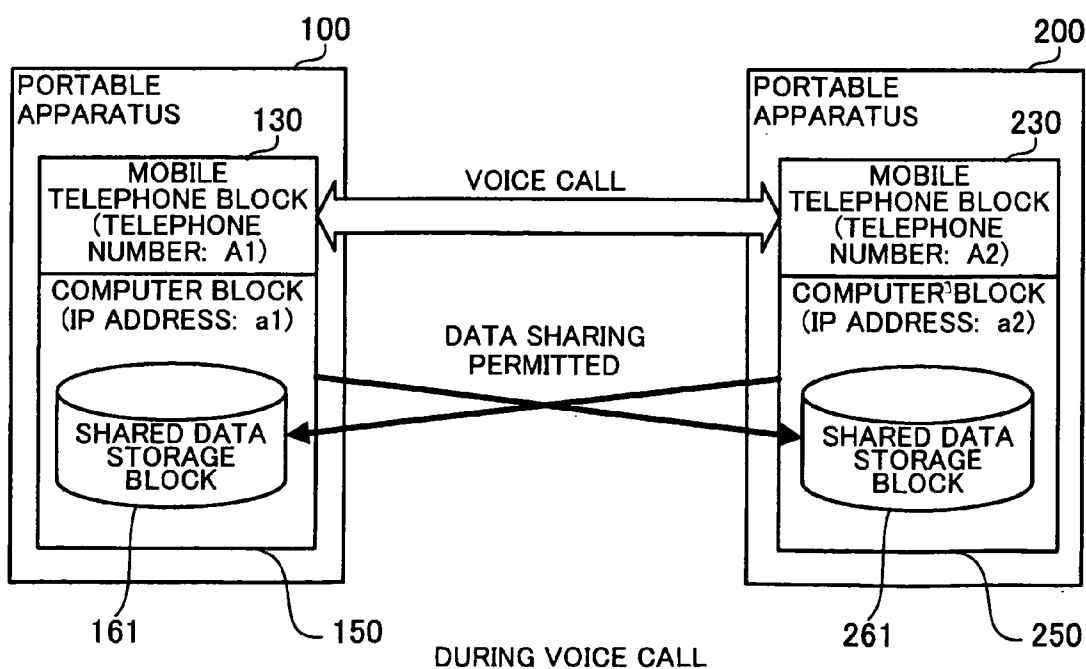 100
200
PORTABLE
APPARATUS
130
MOBILE
TELEPHONE BLOCK
(TELEPHONE
NUMBER: A1)
COMPUTER BLOCK
(IP ADDRESS: a1)
SHARED DATA
STORAGE
BLOCK
161
150
VOICE CALL
DATA SHARING
PERMITTED
PORTABLE
APPARATUS
230
MOBILE
TELEPHONE BLOCK
(TELEPHONE
NUMBER: A2)
COMPUTER BLOCK
(IP ADDRESS: a2)
SHARED DATA
STORAGE
BLOCK
261
250
DURING VOICE CALL